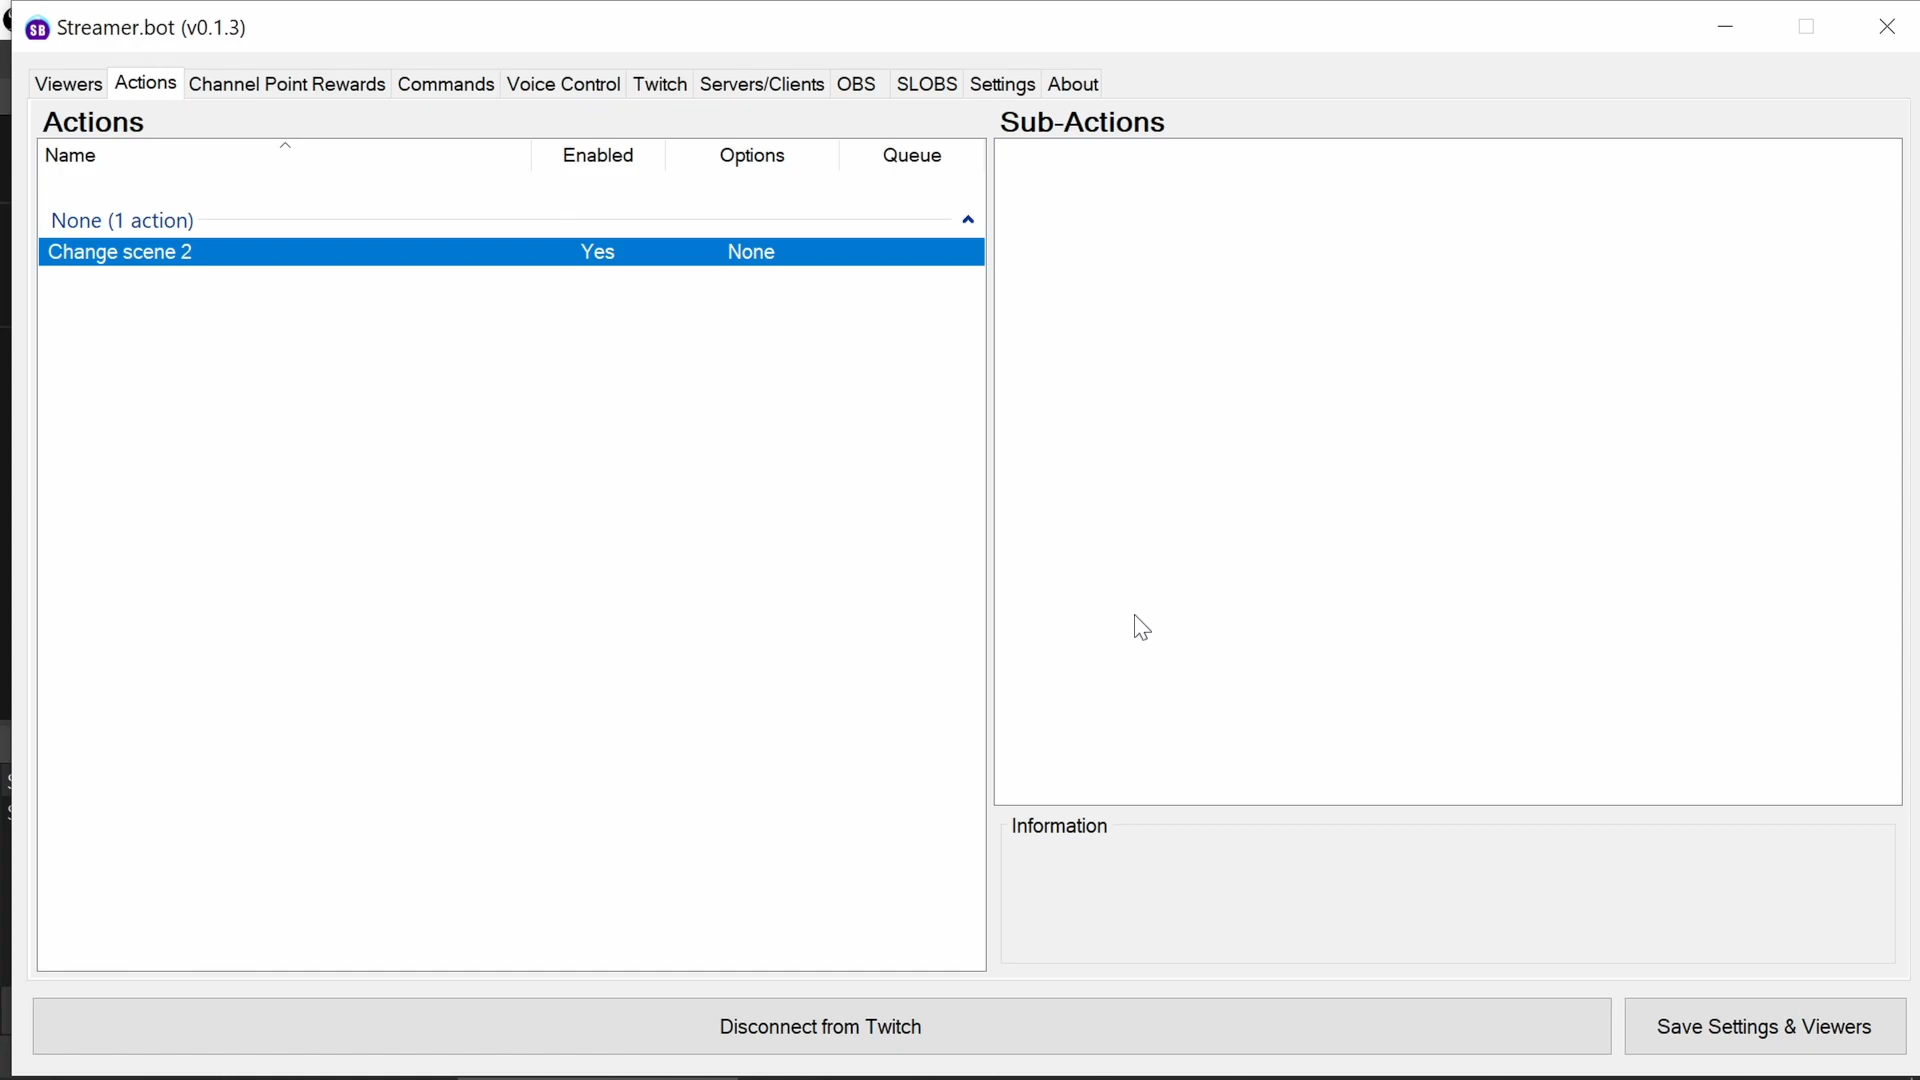 SB Streamer.bot (v0.1.3)
Viewers Actions Channel Point Rewards Commands Voice Control Twitch Servers/Clients OBS SLOBS Settings About
Actions
Name Enabled Options Queue
None (1 action)
Change scene 2 Yes None
Sub-Actions
Information
Disconnect from Twitch
Save Settings & Viewers